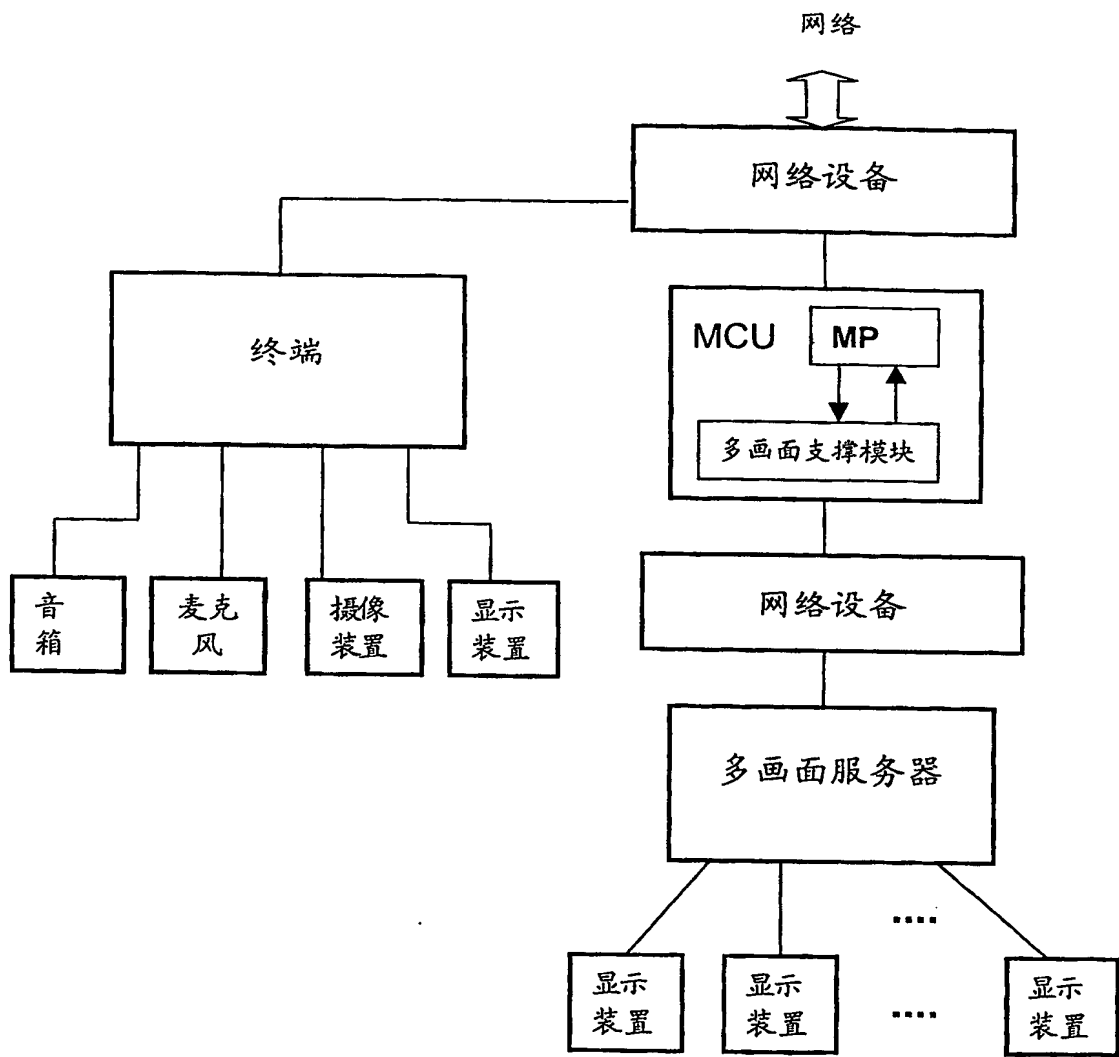 网络
网络设备
终端
MCU
MP
多画面支撑模块
音
箱
麦克
风
摄像
装置
显示
装置
网络设备
多画面服务器
....
显示
装置
显示
装置
....
显示
装置